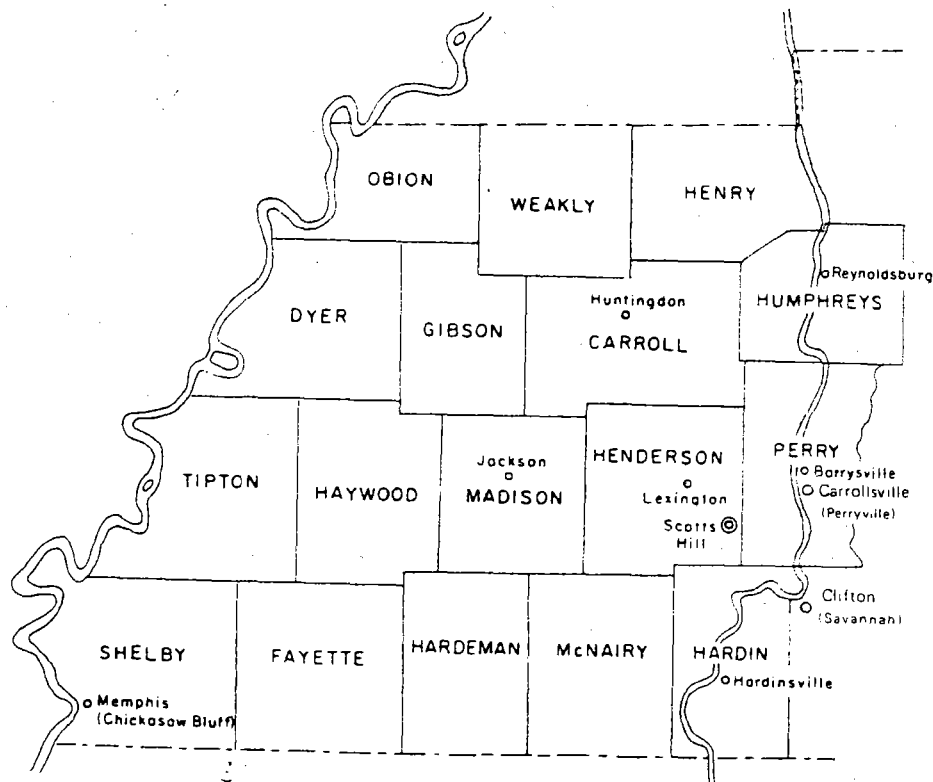 OBION
WEAKLY
HENRY
Reynoldsburg
HUMPHREYS
DYER
GIBSON
Huntingdon
CARROLL
TIPTON
HAYWOOD
Jackson
MADISON
HENDERSON
Lexington
Scotts
Hill
PERRY
Barrysville
Carrollsville
(Perryville)
Clifton
(Savannah)
SHELBY
Memphis
(Chickasaw Bluff)
FAYETTE
HARDEMAN
McNAIRY
HARDIN
Hardinsville